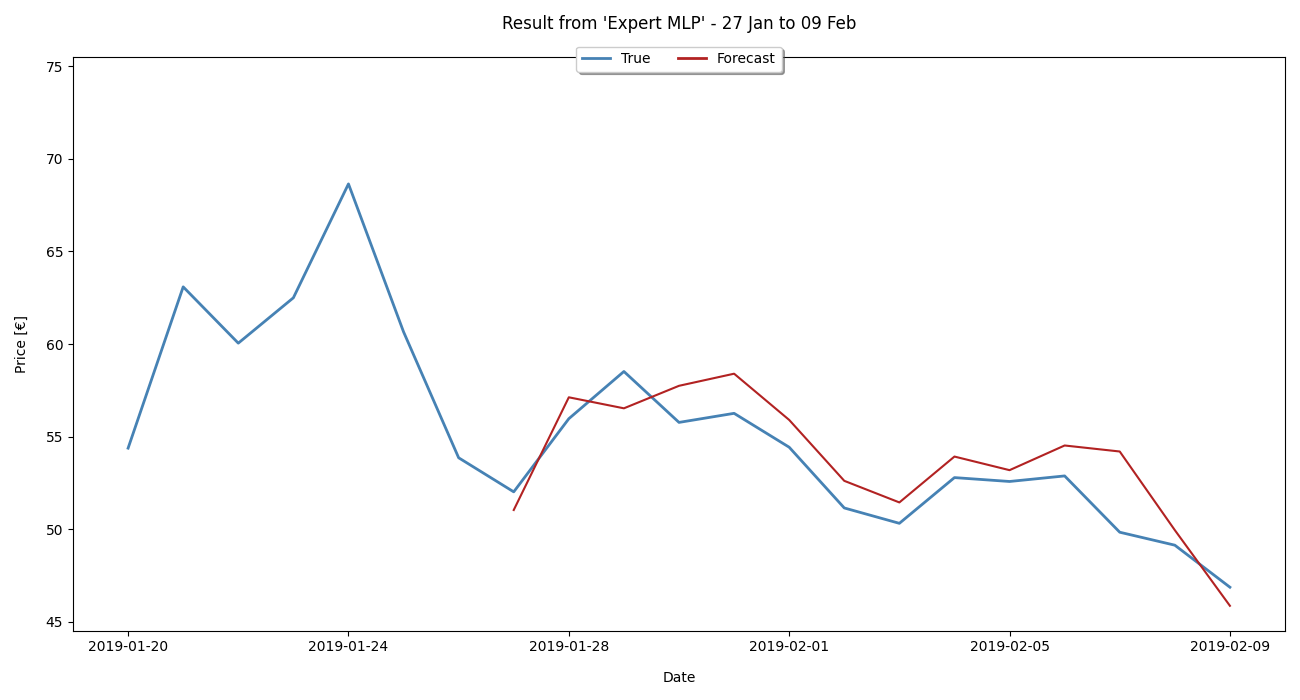 Result from 'Expert MLP' - 27 Jan to 09 Feb
True Forecast
75
70
65
60
55
50
45
Price [€]
2019-01-20 2019-01-24 2019-01-28 2019-02-01 2019-02-05 2019-02-09
Date